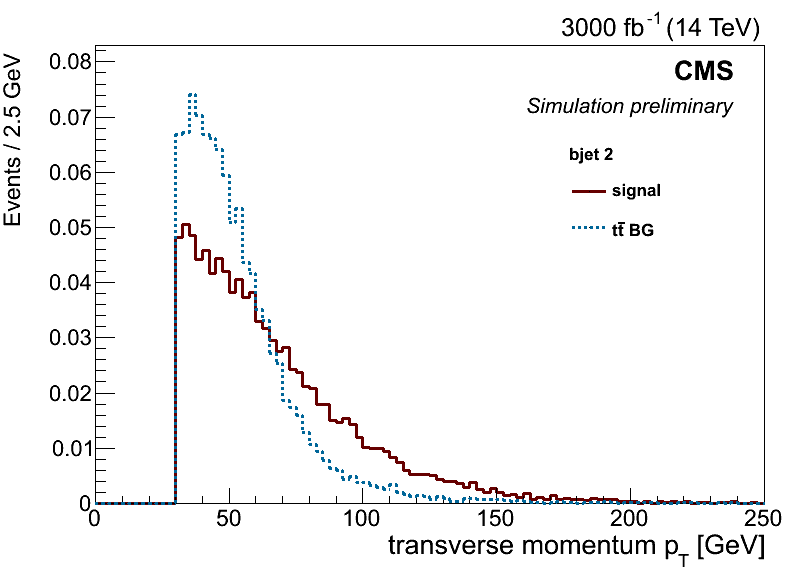 3000 fb⁻¹ (14 TeV)
CMS
Simulation preliminary
bjet 2
signal
tt̄ BG
Events / 2.5 GeV
0.08
0.07
0.06
0.05
0.04
0.03
0.02
0.01
0
0 50 100 150 200 250
transverse momentum p_T [GeV]